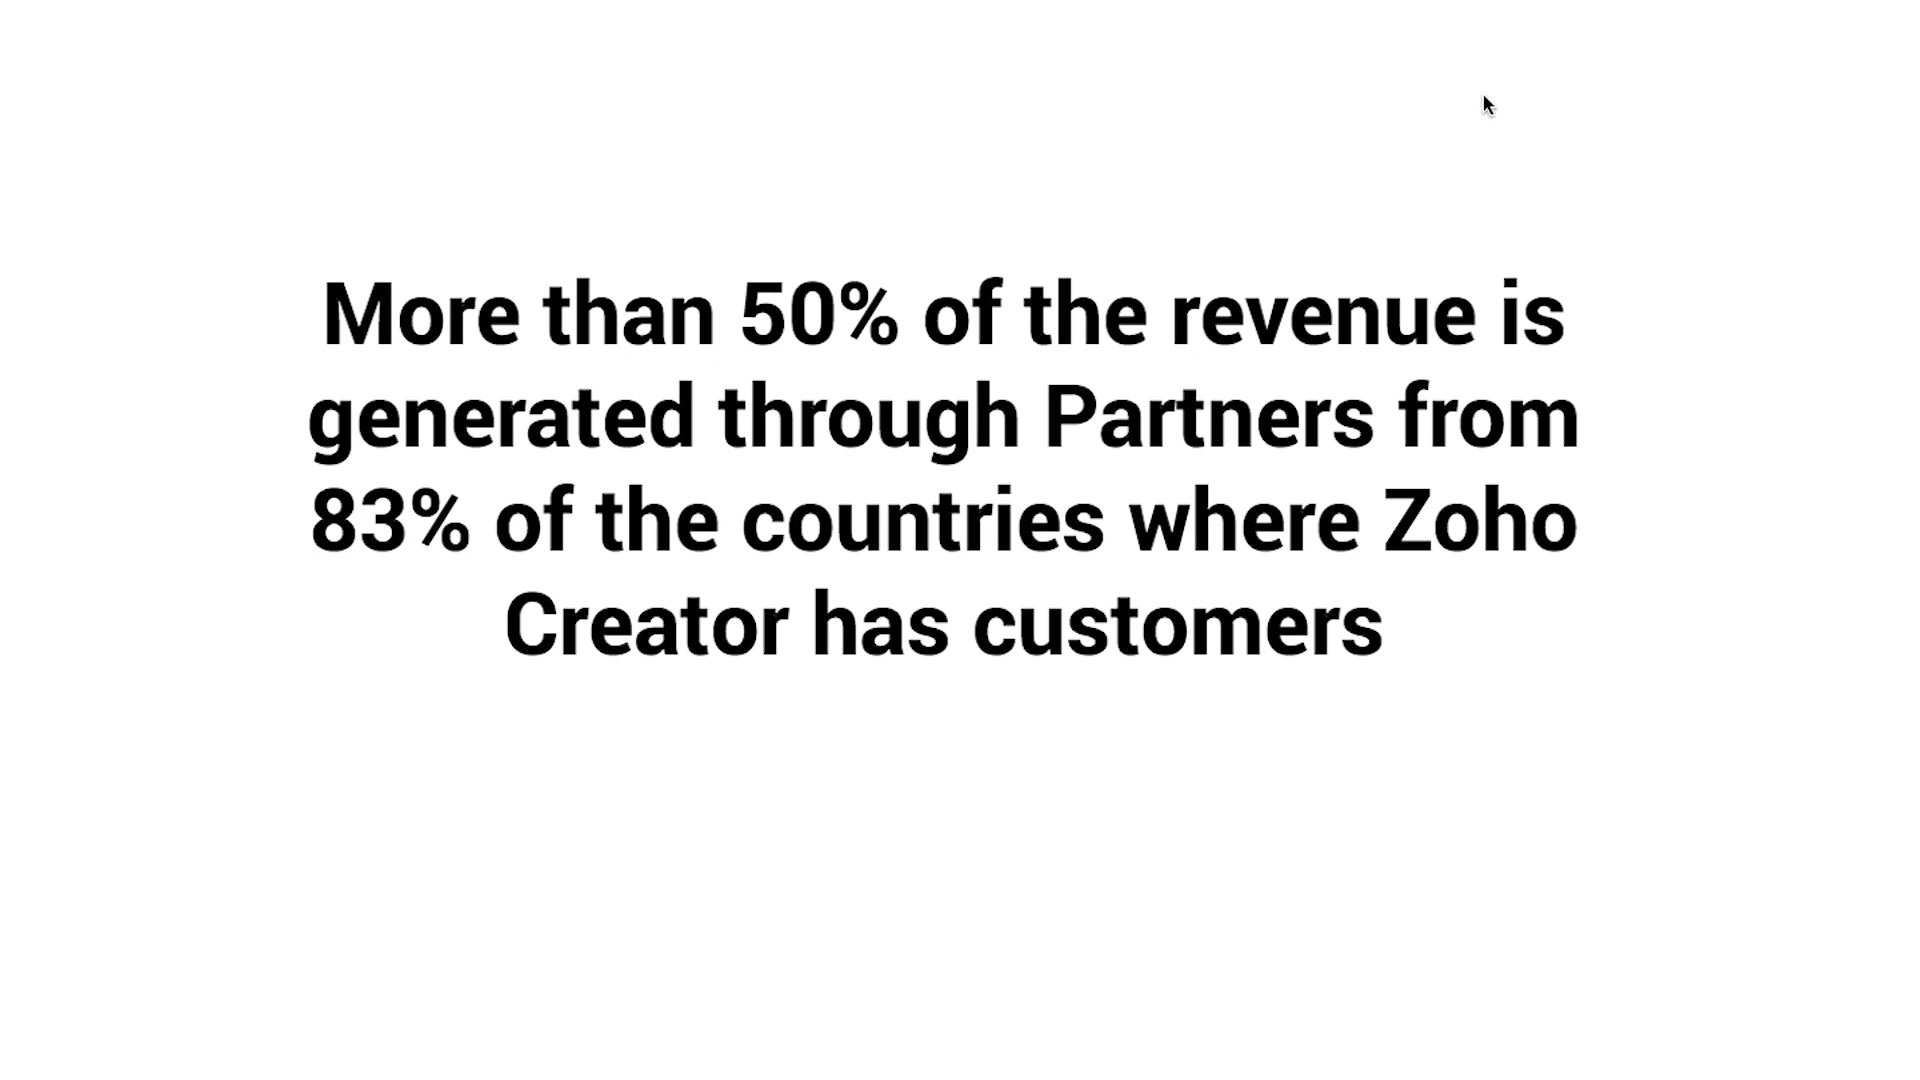 More than 50% of the revenue is
generated through Partners from
83% of the countries where Zoho
Creator has customers